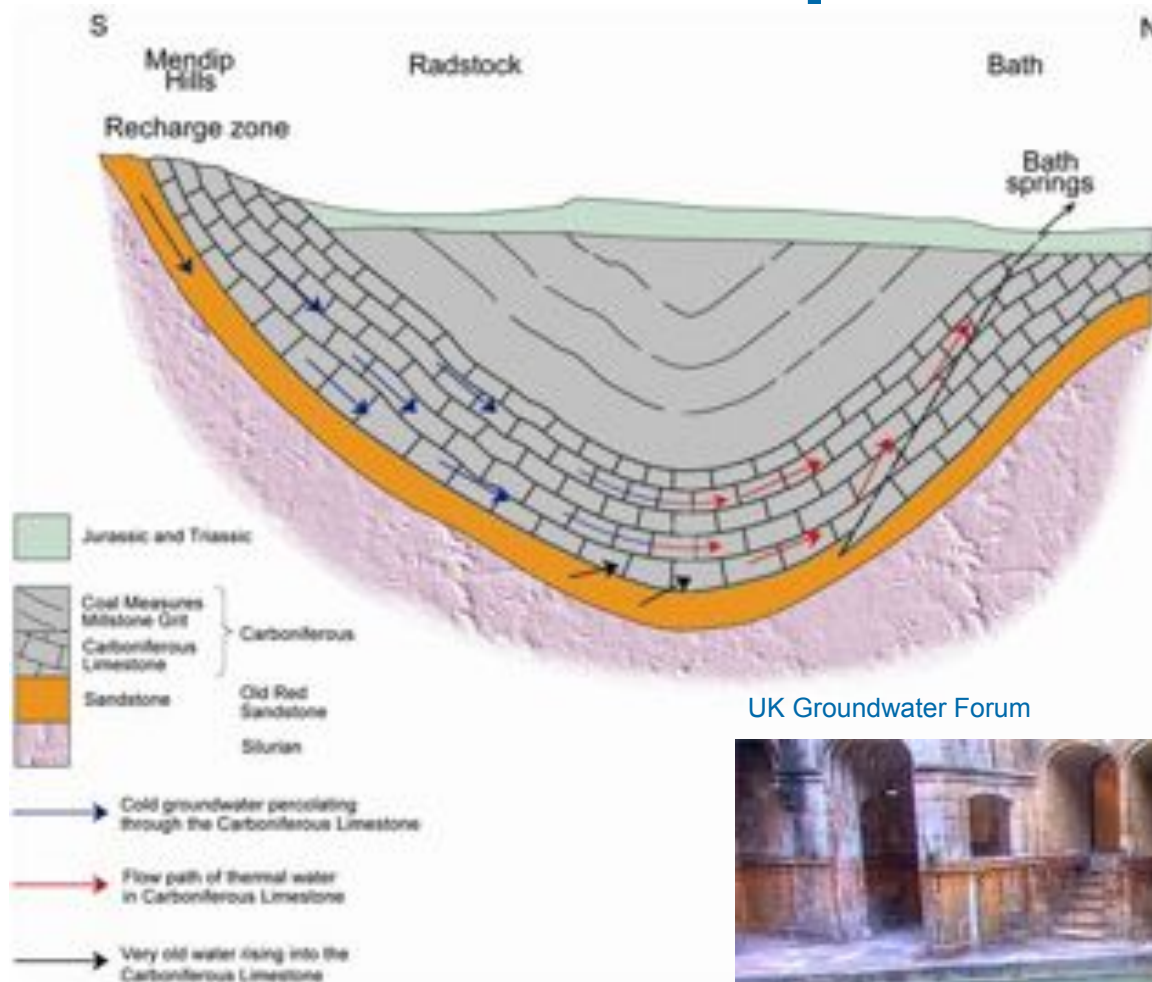 S
N
Mendip
Hills
Radstock
Bath
Recharge zone
Bath
springs
Jurassic and Triassic
Coal Measures
Millstone Grit
Carboniferous
Limestone
Carboniferous
Sandstone
Old Red
Sandstone
Silurian
UK Groundwater Forum
Cold groundwater percolating
through the Carboniferous Limestone
Flow path of thermal water
in Carboniferous Limestone
Very old water rising into the
Carboniferous Limestone